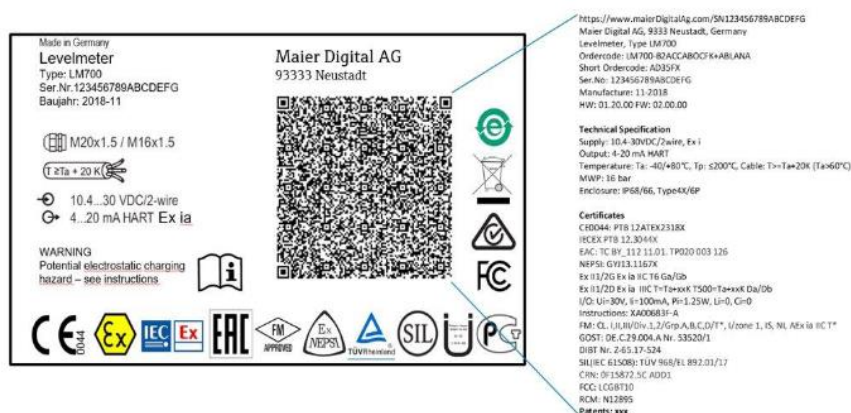 Made in Germany
Levelmeter
Type: LM700
Ser.Nr.123456789ABCDEFG
Baujahr: 2018-11
M20x1.5 / M16x1.5
T ≥Ta + 20 K
10.4...30 VDC/2-wire
4...20 mA HART Ex ia
WARNING
Potential electrostatic charging
hazard – see instructions
Maier Digital AG
93333 Neustadt
FC
CE 0044
Ex
IEC Ex
EAC
FM
APPROVED
Ex
NEPSI
TÜVRheinland
SIL
https://www.maierDigitalAg.com/SN123456789ABCDEFG
Maier Digital AG, 9333 Neustadt, Germany
Levelmeter, Type LM700
Ordercode: LM700-82ACCABOCFK+ABLANA
Short Ordercode: AD35FX
Ser.No: 123456789ABCDEFG
Manufacture: 11-2018
HW: 01.20.00 FW: 02.00.00
Technical Specification
Supply: 10.4-30VDC/2wire, Ex i
Output: 4-20 mA HART
Temperature: Ta: -40/+80°C, Tp: ≤200°C, Cable: T>=Ta+20K (Ta>60°C)
MWP: 16 bar
Enclosure: IP68/66, Type4X/6P
Certificates
CE0044: PTB 12ATEX2318X
IECEX PTB 12.3044X
EAC: TC BY_112 11.01. TP020 003 126
NEPSI: GYJ13.1167X
Ex II1/2G Ex ia IIC T6 Ga/Gb
Ex II1/2D Ex ia IIIC T=Ta+xxK T500=Ta+xxK Da/Db
I/O: Ui=30V, Ii=100mA, Pi=1.25W, Li=0, Ci=0
Instructions: XA00683F-A
FM: CL. I,II,III/Div.1,2/Grp.A,B,C,D/T*, I/zone 1, IS, NI, AEx ia IIC T*
GOST: DE.C.29.004.A Nr. 53520/1
DIBT Nr. Z-65.17-524
SIL(IEC 61508): TÜV 968/EL 892.01/17
CRN: 0F15872.5C ADD1
FCC: LCGBT10
RCM: N12895
Patents: xxx